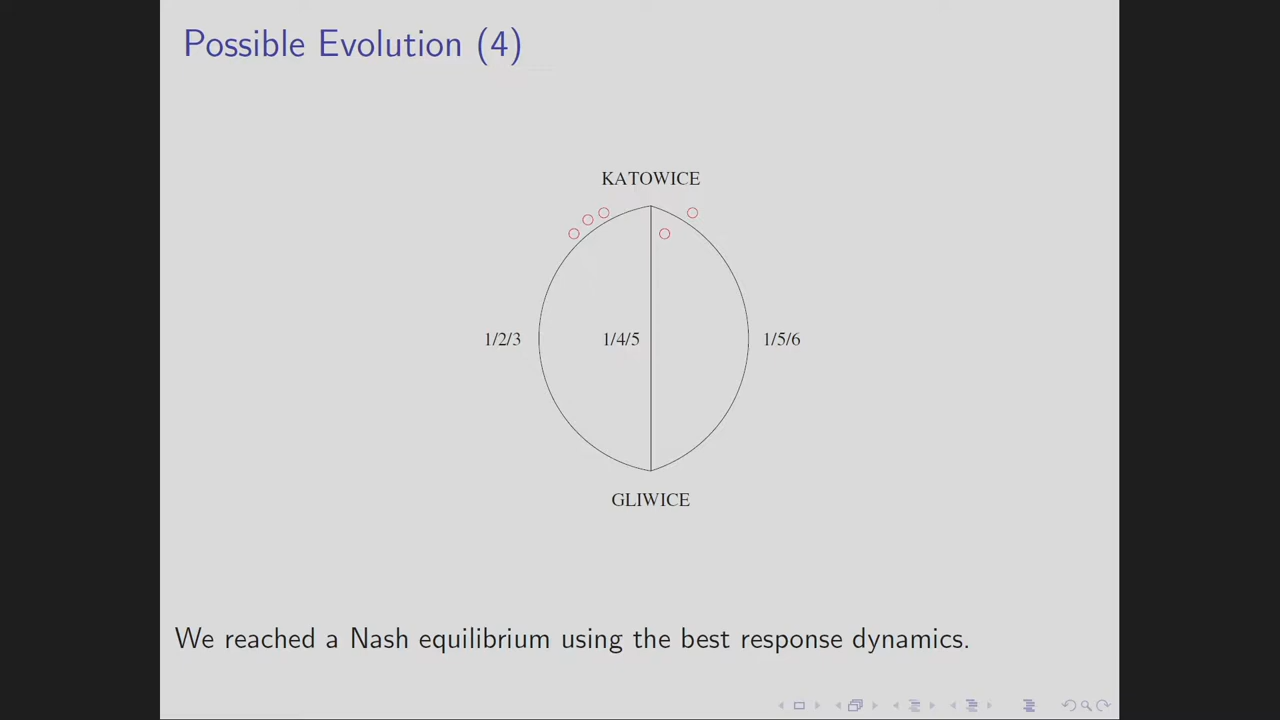 Possible Evolution (4)
KATOWICE
1/2/3
1/4/5
1/5/6
GLIWICE
We reached a Nash equilibrium using the best response dynamics.